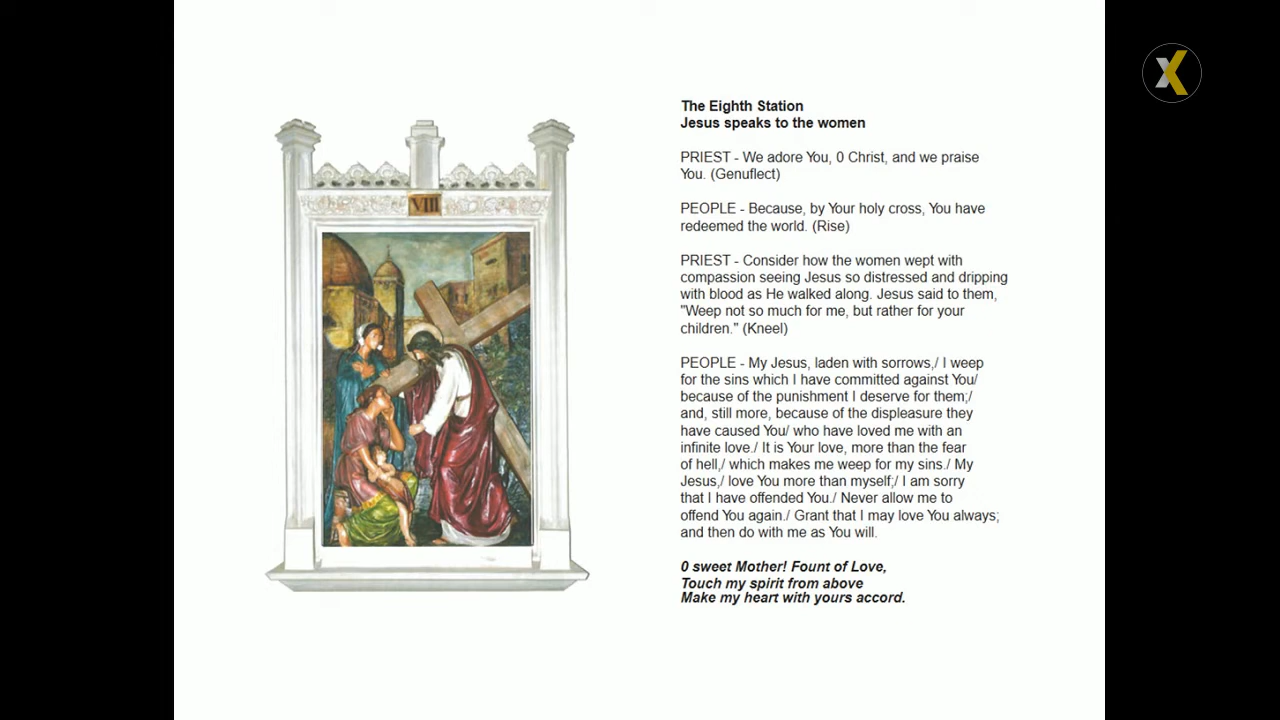 VIII
The Eighth Station
Jesus speaks to the women
PRIEST - We adore You, 0 Christ, and we praise
You. (Genuflect)
PEOPLE - Because, by Your holy cross, You have
redeemed the world. (Rise)
PRIEST - Consider how the women wept with
compassion seeing Jesus so distressed and dripping
with blood as He walked along. Jesus said to them,
"Weep not so much for me, but rather for your
children." (Kneel)
PEOPLE - My Jesus, laden with sorrows,/ I weep
for the sins which I have committed against You/
because of the punishment I deserve for them;/
and, still more, because of the displeasure they
have caused You/ who have loved me with an
infinite love./ It is Your love, more than the fear
of hell,/ which makes me weep for my sins./ My
Jesus,/ love You more than myself;/ I am sorry
that I have offended You./ Never allow me to
offend You again./ Grant that I may love You always;
and then do with me as You will.
0 sweet Mother! Fount of Love,
Touch my spirit from above
Make my heart with yours accord.